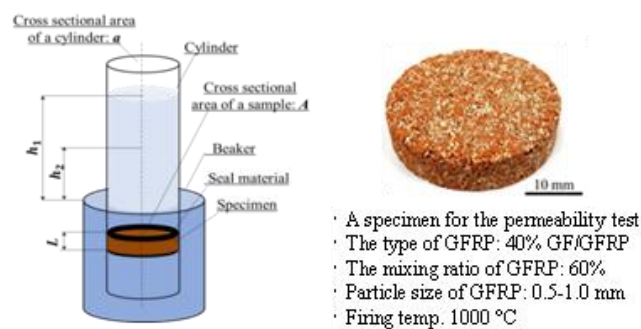 Cross sectional area
of a cylinder: a
Cylinder
Cross sectional
area of a sample: A
Beaker
Seal material
Specimen
h1
h2
L
10 mm
· A specimen for the permeability test
· The type of GFRP: 40% GF/GFRP
· The mixing ratio of GFRP: 60%
· Particle size of GFRP: 0.5-1.0 mm
· Firing temp. 1000 °C